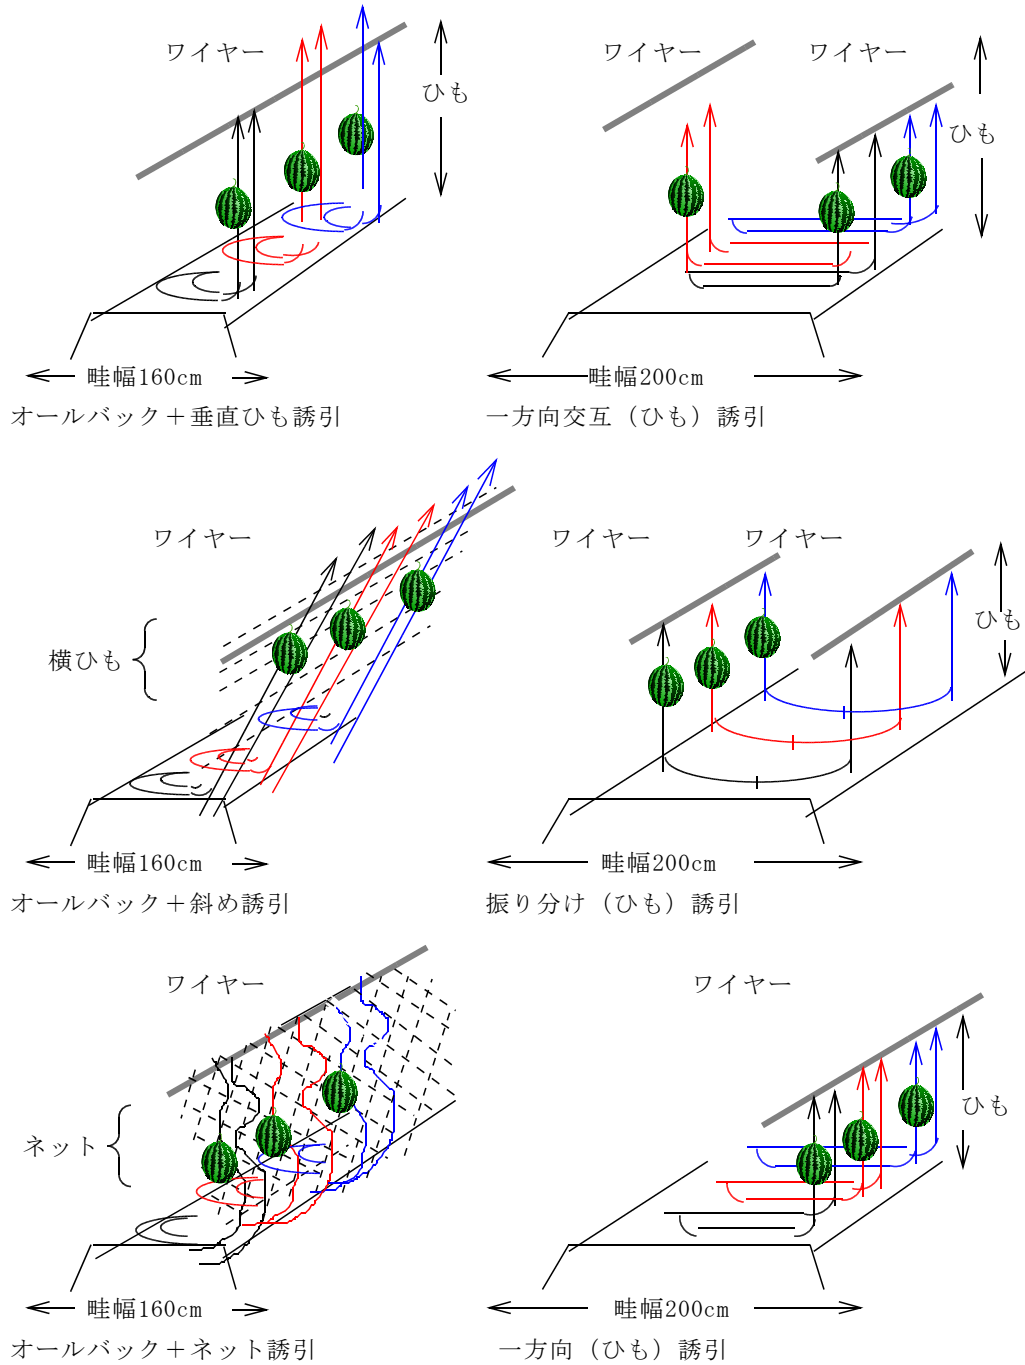 ワイヤー
ひも
畦幅160cm
オールバック＋垂直ひも誘引
ワイヤー
ワイヤー
ひも
畦幅200cm
一方向交互（ひも）誘引
ワイヤー
横ひも
畦幅160cm
オールバック＋斜め誘引
ワイヤー
ワイヤー
ひも
畦幅200cm
振り分け（ひも）誘引
ワイヤー
ネット
畦幅160cm
オールバック＋ネット誘引
ワイヤー
ひも
畦幅200cm
一方向（ひも）誘引